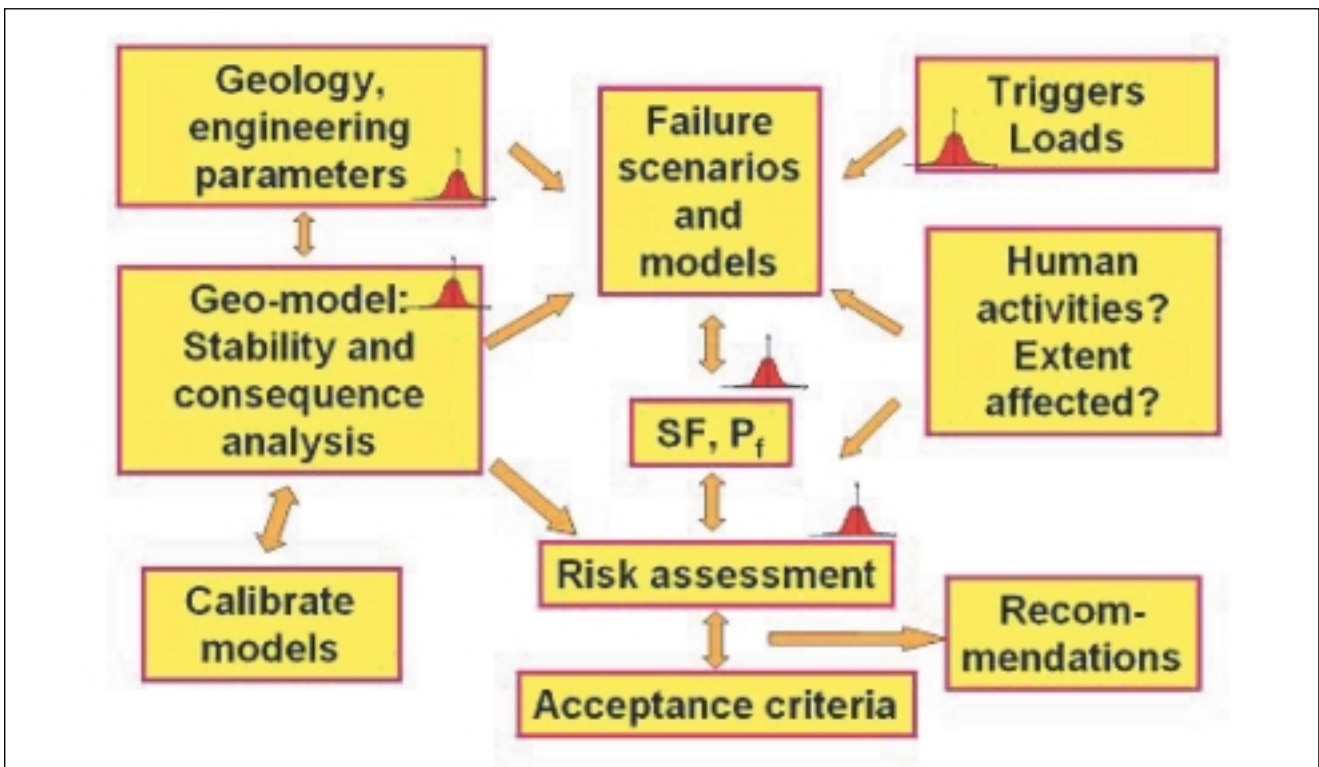 Geology,
engineering
parameters
Failure
scenarios
and
models
Triggers
Loads
Geo-model:
Stability and
consequence
analysis
Human
activities?
Extent
affected?
SF, Pf
Risk assessment
Calibrate
models
Recom-
mendations
Acceptance criteria